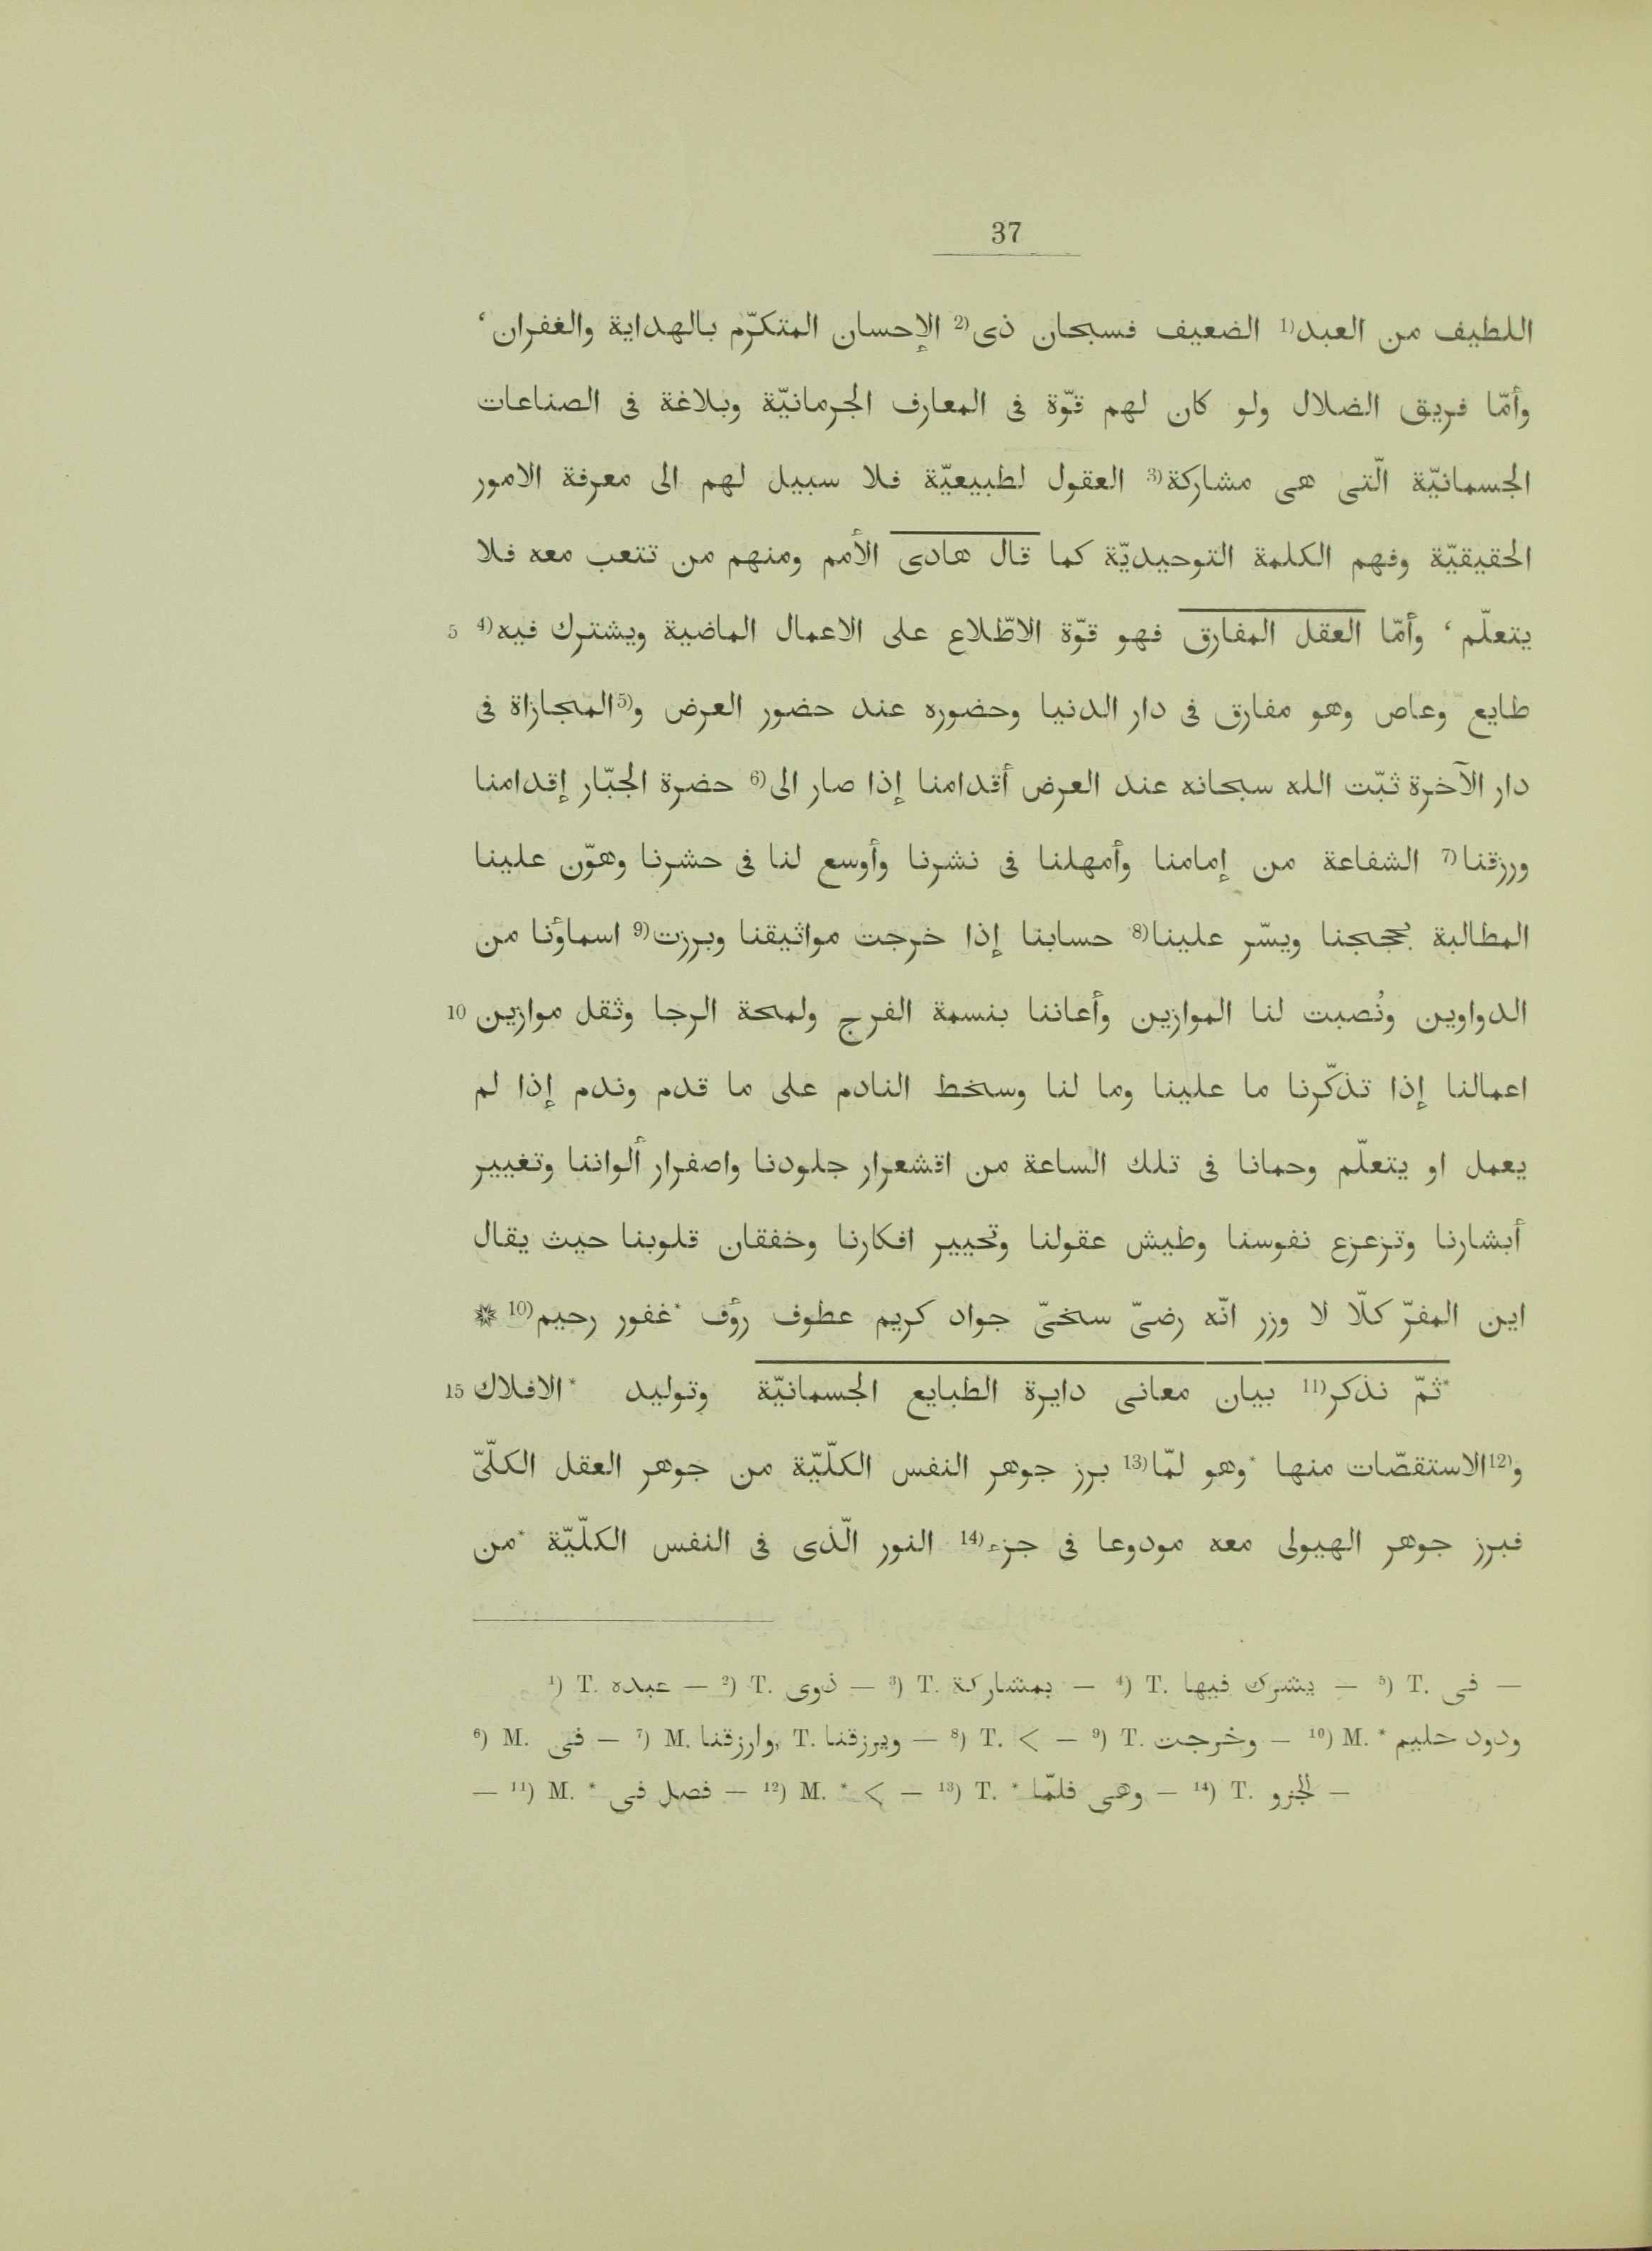 37
اللطيف من العبد(1 الضعيف فسبحان ذى(2 الإحسان المتكرّم بالهداية والغفران،
وأمّا فريق الضلال ولو كان لهم قوّة فى المعارف الجرمانيّة وبلاغة فى الصناعات
الجسمانيّة الّتى هى مشاركة(3 العقول لطبيعيّة فلا سبيل لهم الى معرفة الامور
الحقيقيّة وفهم الكلمة التوحيديّة كما قال هادى الأمم ومنهم من تتعب معه فلا
يتعلّم، وأمّا العقل المفارق فهو قوّة الاطّلاع على الاعمال الماضية ويشترك فيه(4 5
طايع وعاص وهو مفارق فى دار الدنيا وحضوره عند حضور العرض و(5المجازاة فى
دار الآخرة ثبّت الله سبحانه عند العرض أقدامنا إذا صار الى(6 حضرة الجبّار إقدامنا
ورزقنا(7 الشفاعة من إمامنا وأمهلنا فى نشرنا وأوسع لنا فى حشرنا وهوّن علينا
المطالبة بحججنا ويسّر علينا(8 حسابنا إذا خرجت مواثيقنا وبرزت(9 اسماؤنا من
الدواوين ونُصبت لنا الموازين وأعاننا بنسمة الفرج ولمحة الرجا وثقل موازين 10
اعمالنا إذا تذكّرنا ما علينا وما لنا وسخط النادم على ما قدم وندم إذا لم
يعمل او يتعلّم وحمانا فى تلك الساعة من اقشعرار جلودنا واصفرار ألواننا وتغيير
أبشارنا وتزعزع نفوسنا وطيش عقولنا وتحيير افكارنا وخفقان قلوبنا حيث يقال
اين المفرّ كلّا لا وزر انّه رضىّ سخىّ جواد كريم عطوف رؤف *غفور رحيم(10 ❋
*ثمّ نذكر(11 بيان معانى دايرة الطبايع الجسمانيّة وتوليد *الافلاك 15
و(12الاستقصّات منها *وهو لمّا(13 برز جوهر النفس الكلّيّة من جوهر العقل الكلّىّ
فبرز جوهر الهيولى معه مودوعا فى جزء(14 النور الّذى فى النفس الكلّيّة *من
1) T. عبده — 2) T. ذوى — 3) T. بمشاركة — 4) T. يشرك فيها — 5) T. فى —
6) M. فى — 7) M. وارزقنا, T. ويرزقنا — 8) T. > — 9) T. وخرجت — 10) M. * ودود حليم
— 11) M. * فصل فى — 12) M. * > — 13) T. * وهى فلمّا — 14) T. الجزو —